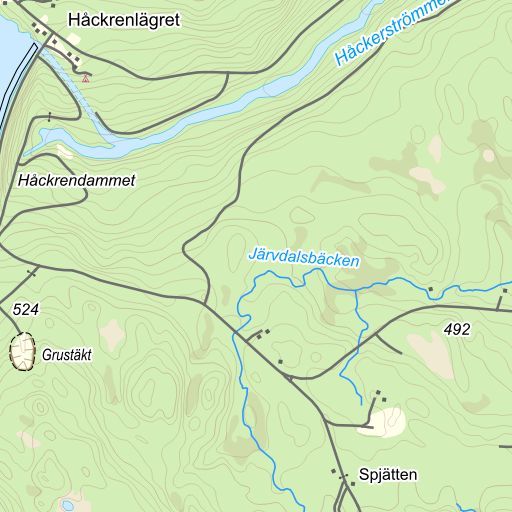 Håckrenlägret
Håckerströmmen
Håckrendammet
Järvdalsbäcken
524
492
Grustäkt
Spjätten